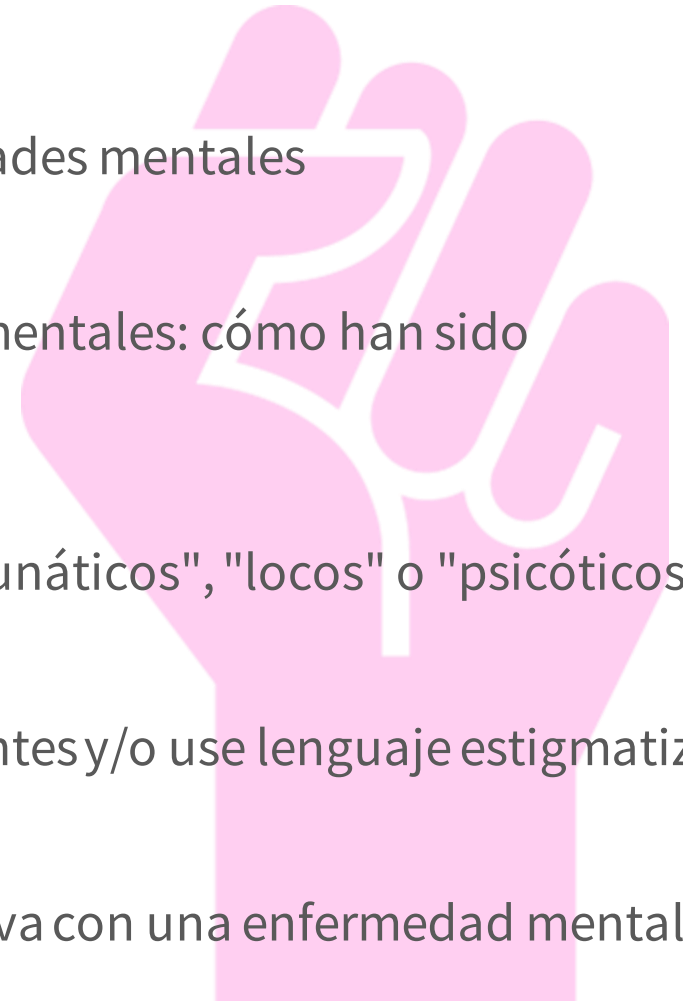 ades mentales
mentales: cómo han sido
unáticos", "locos" o "psicóticos
ntes y/o use lenguaje estigmatiz
va con una enfermedad mental